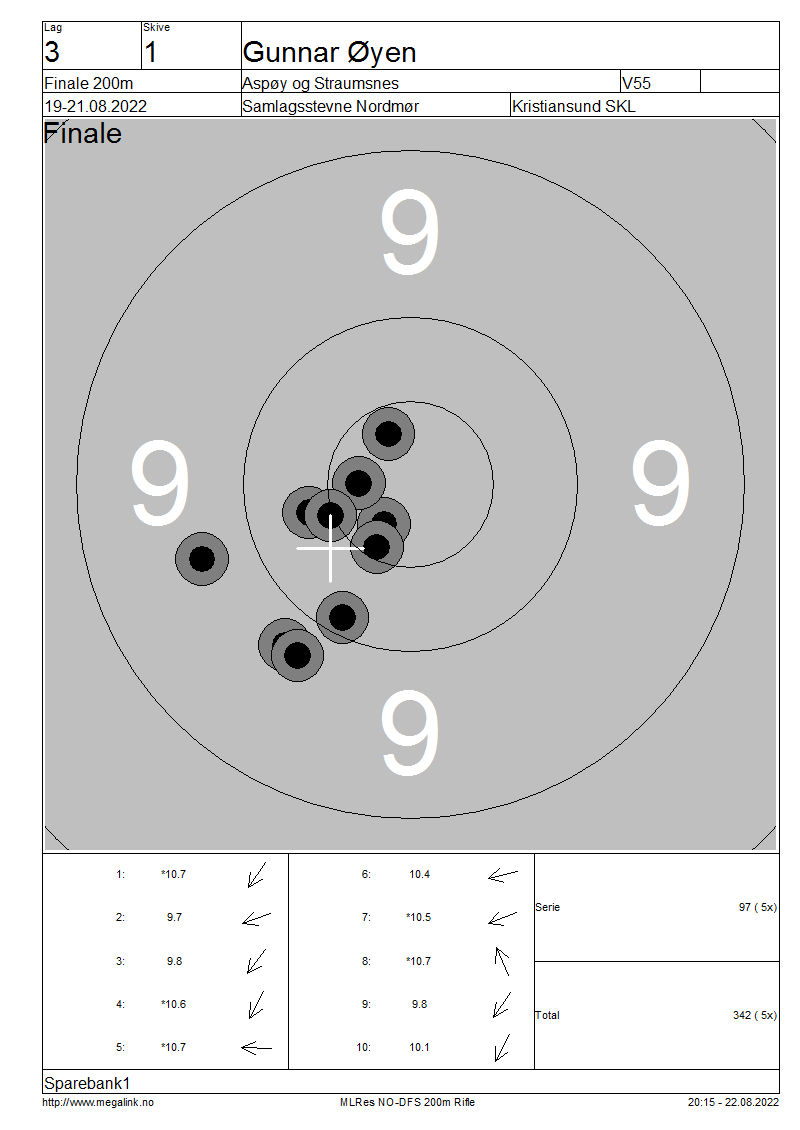 Lag Skive
3 1 Gunnar Øyen
Finale 200m Aspøy og Straumsnes V55
19-21.08.2022 Samlagsstevne Nordmør Kristiansund SKL
Finale
9
9 9
9
1: *10.7 6: 10.4
2: 9.7 7: *10.5
Serie 97 ( 5x)
3: 9.8 8: *10.7
4: *10.6 9: 9.8
Total 342 ( 5x)
5: *10.7 10: 10.1
Sparebank1
http://www.megalink.no MLRes NO-DFS 200m Rifle 20:15 - 22.08.2022